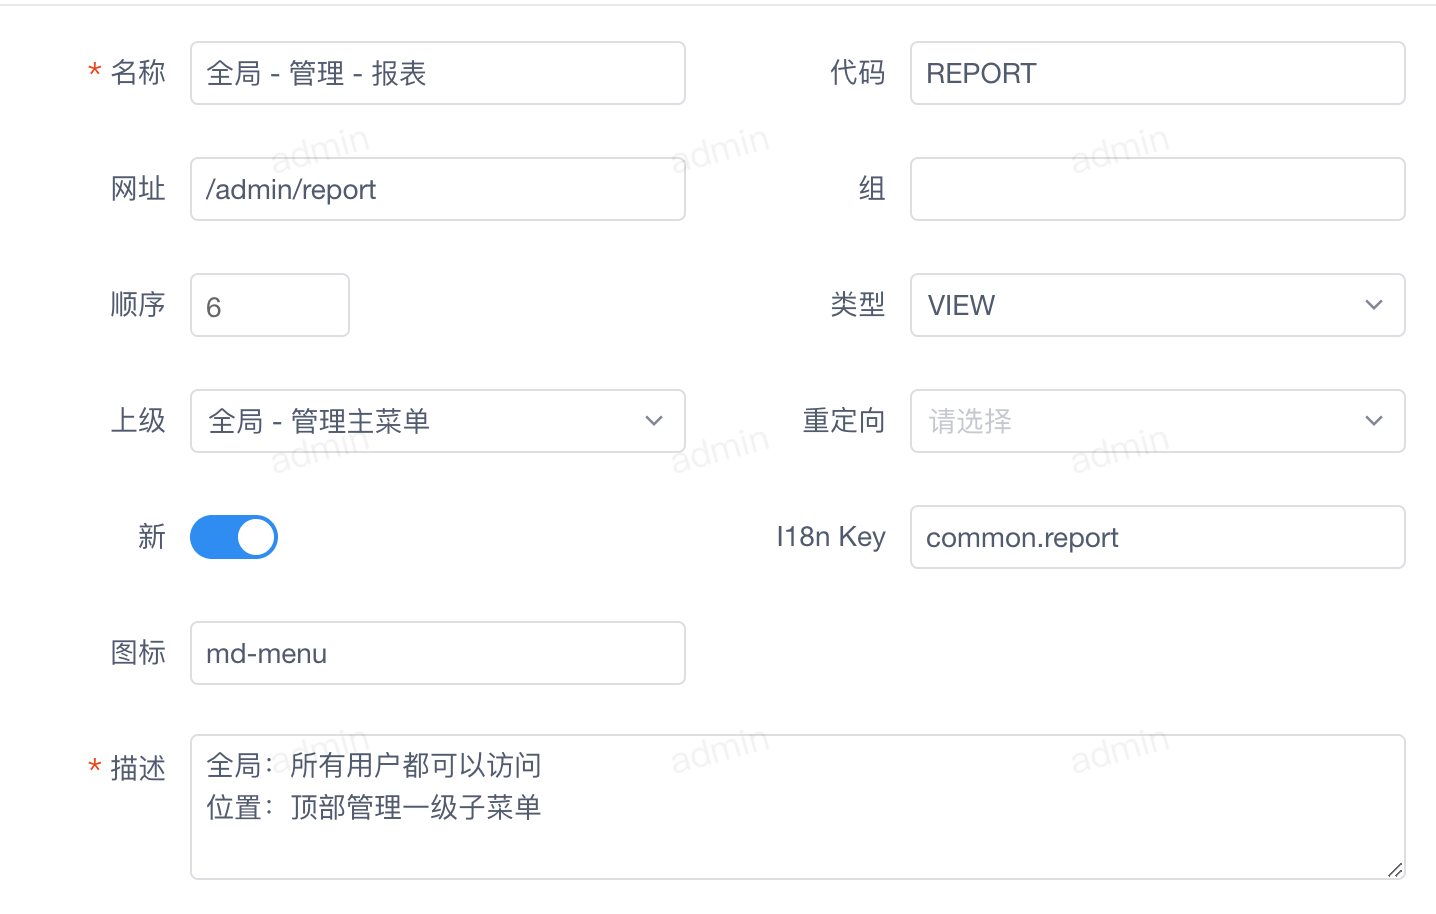 * 名称 全局 - 管理 - 报表 代码 REPORT
admin admin admin
网址 /admin/report 组
顺序 6 类型 VIEW
上级 全局 - 管理主菜单 重定向 请选择
admin admin admin
新 I18n Key common.report
图标 md-menu
admin admin admin
* 描述 全局：所有用户都可以访问
位置：顶部管理一级子菜单